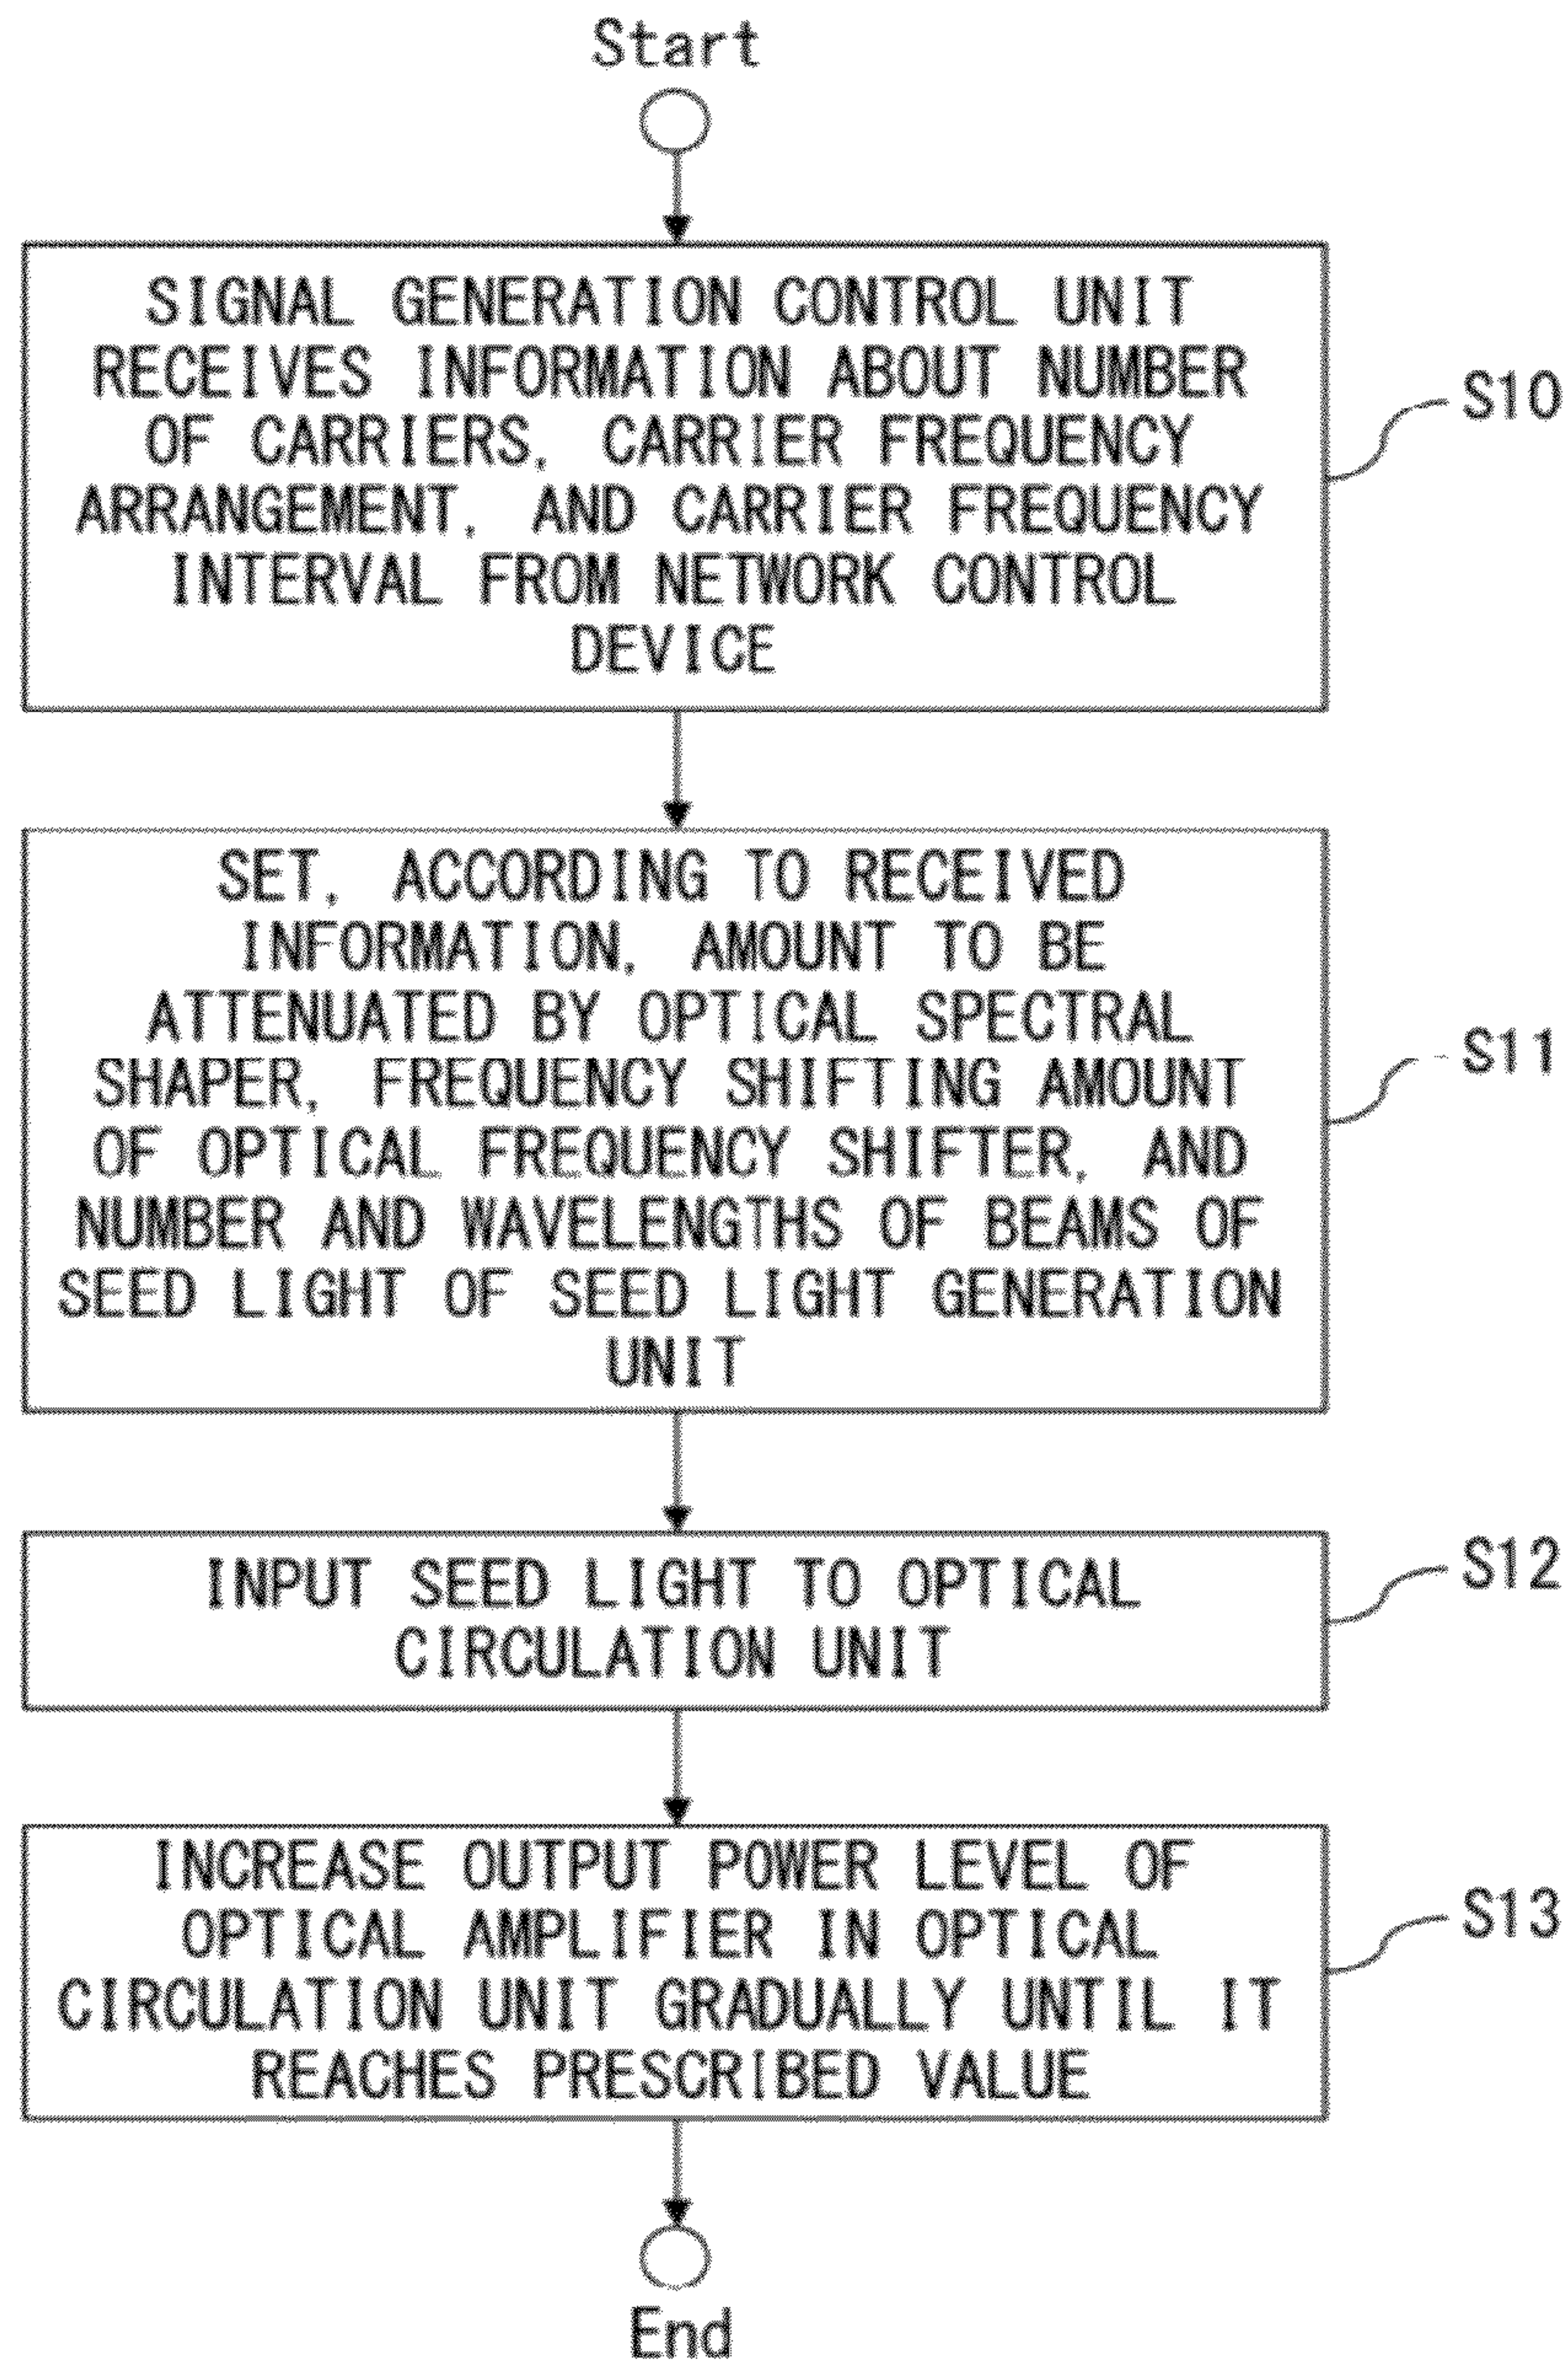 Start
SIGNAL GENERATION CONTROL UNIT
RECEIVES INFORMATION ABOUT NUMBER
OF CARRIERS, CARRIER FREQUENCY
ARRANGEMENT, AND CARRIER FREQUENCY
INTERVAL FROM NETWORK CONTROL
DEVICE
S10
SET, ACCORDING TO RECEIVED
INFORMATION, AMOUNT TO BE
ATTENUATED BY OPTICAL SPECTRAL
SHAPER, FREQUENCY SHIFTING AMOUNT
OF OPTICAL FREQUENCY SHIFTER, AND
NUMBER AND WAVELENGTHS OF BEAMS OF
SEED LIGHT OF SEED LIGHT GENERATION
UNIT
S11
INPUT SEED LIGHT TO OPTICAL
CIRCULATION UNIT
S12
INCREASE OUTPUT POWER LEVEL OF
OPTICAL AMPLIFIER IN OPTICAL
CIRCULATION UNIT GRADUALLY UNTIL IT
REACHES PRESCRIBED VALUE
S13
End